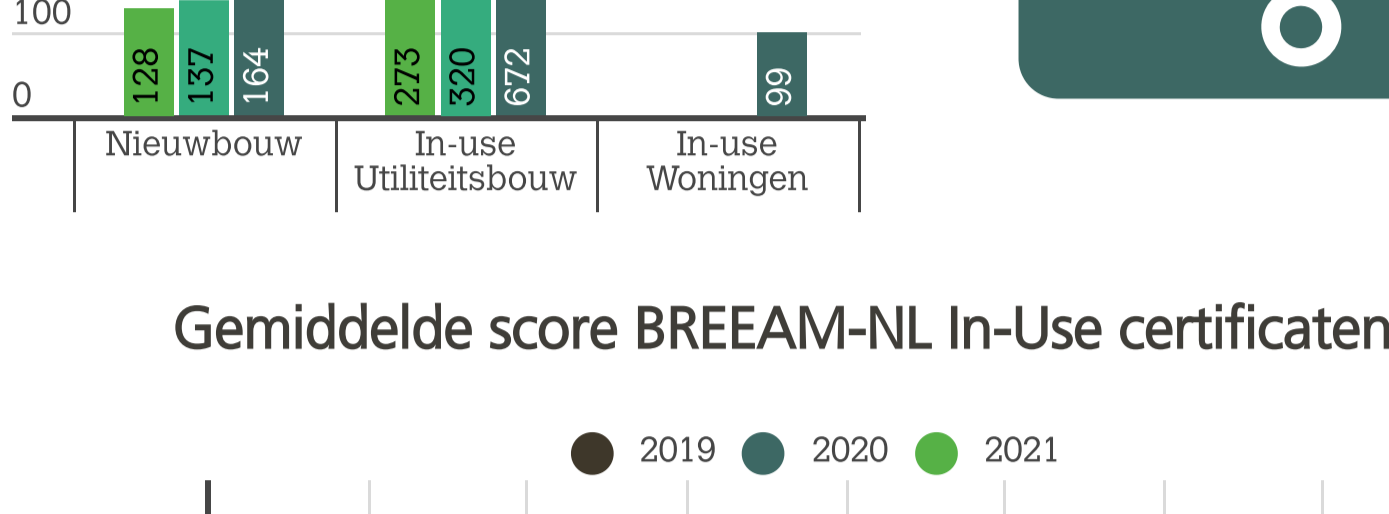 100
128
137
164
273
320
672
99
0
Nieuwbouw
In-use
Utiliteitsbouw
In-use
Woningen
Gemiddelde score BREEAM-NL In-Use certificaten
2019
2020
2021